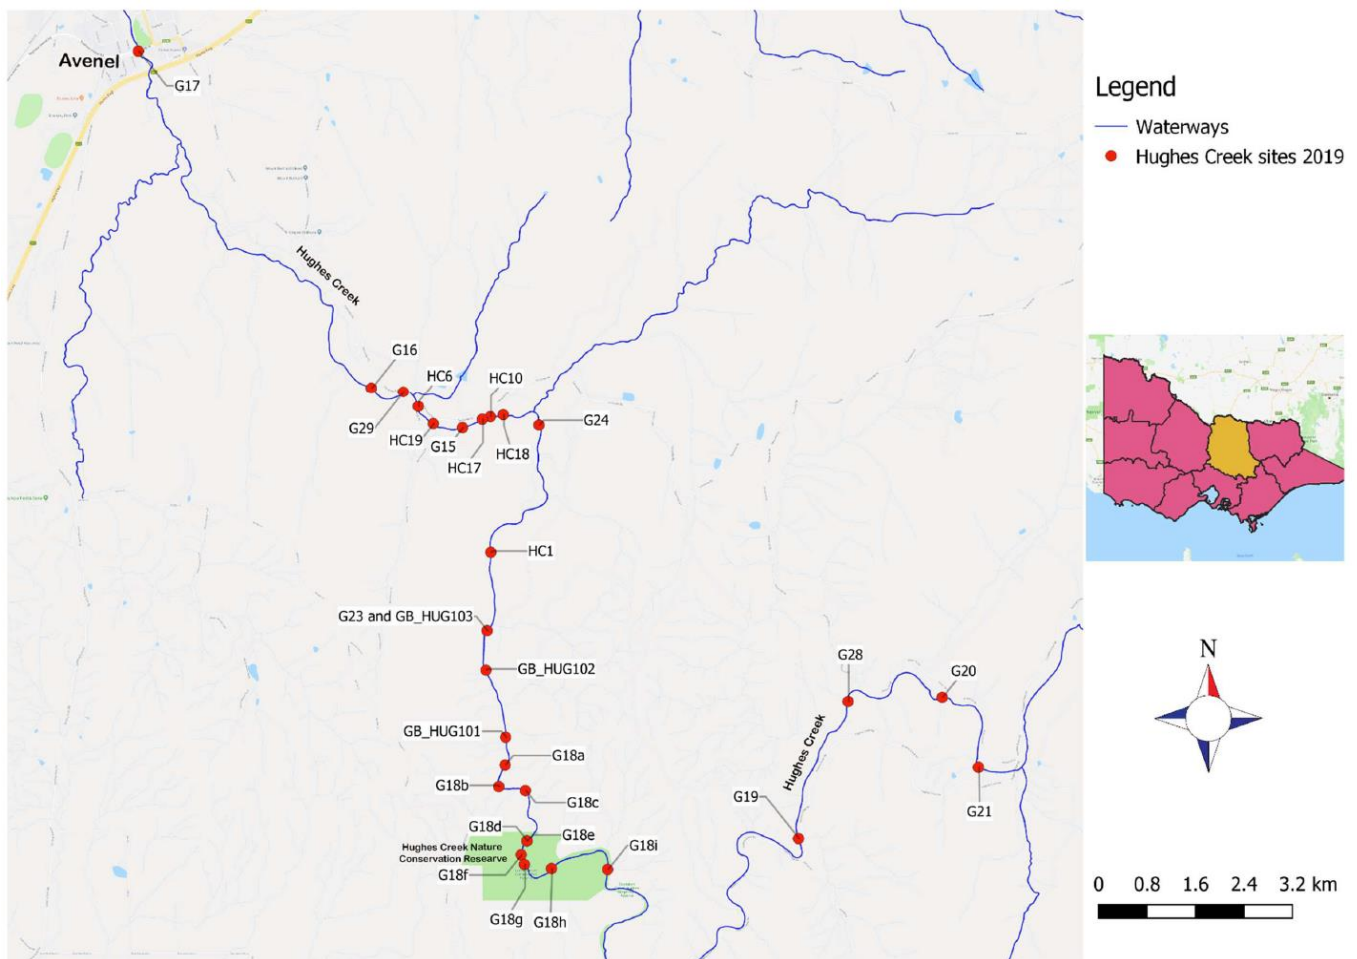 Avenel
G17
Hughes Creek
G16
HC6
HC10
G29
HC19
G15
HC17
HC18
G24
HC1
G23 and GB_HUG103
GB_HUG102
GB_HUG101
G18a
G18b
G18c
G18d
G18e
Hughes Creek Nature
Conservation Researve
G18f
G18i
G18g
G18h
G28
G20
Hughes Creek
G19
G21
Legend
Waterways
Hughes Creek sites 2019
N
0 0.8 1.6 2.4 3.2 km